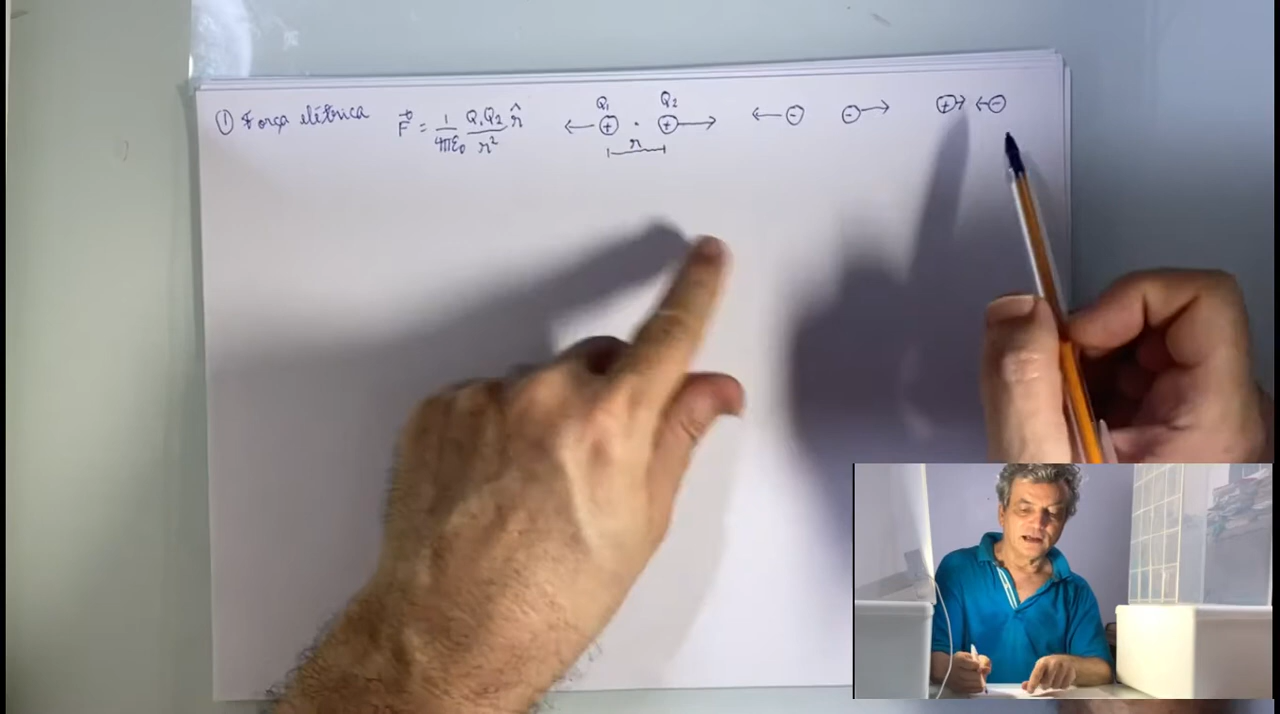 ① Força elétrica F⃗ = 1/4πε₀ Q₁Q₂/r² r̂ ← ⊕ · ⊕ → ← ⊖ ⊖ → ⊕→ ←⊖
Q₁ Q₂
r